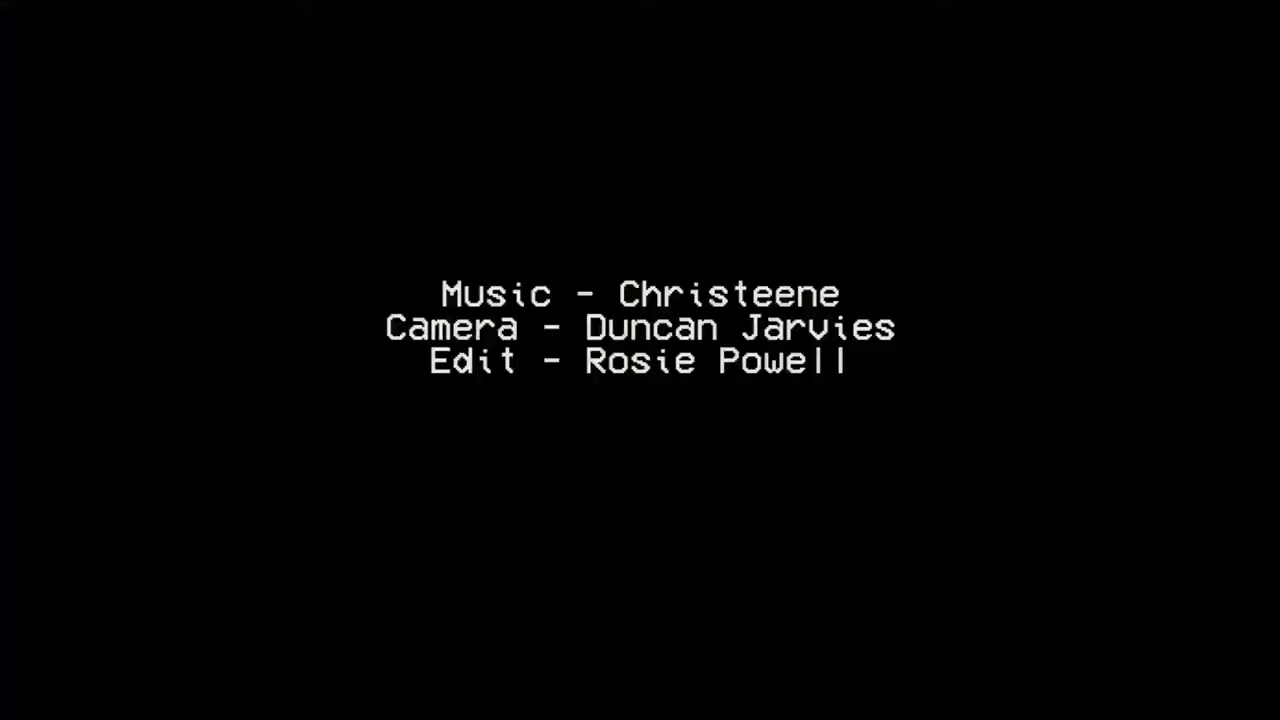 Music - Christeene
Camera - Duncan Jarvies
Edit - Rosie Powell